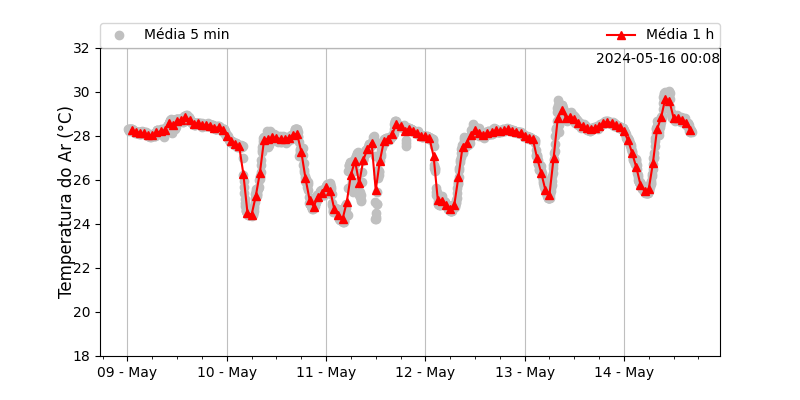 Média 5 min
Média 1 h
2024-05-16 00:08
Temperatura do Ar (°C)
32
30
28
26
24
22
20
18
09 - May
10 - May
11 - May
12 - May
13 - May
14 - May